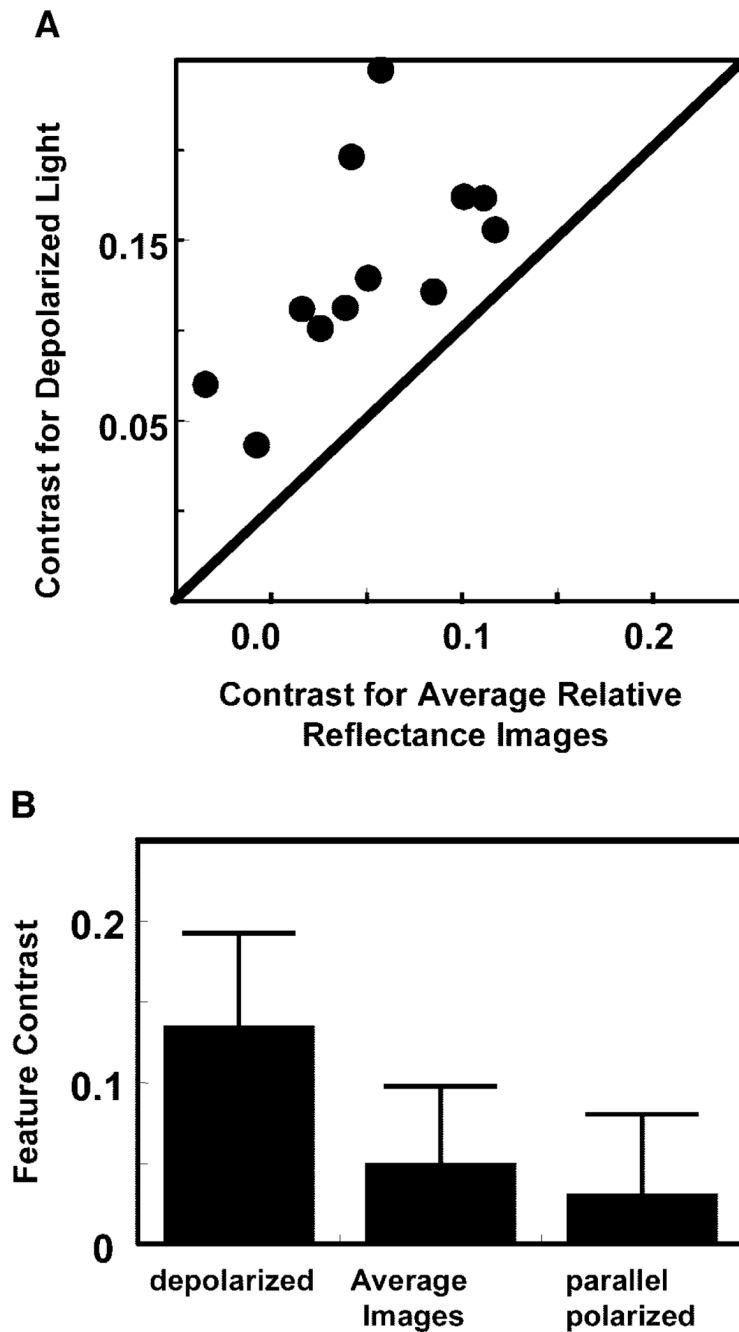 A
Contrast for Depolarized Light
0.15
0.05
0.0 0.1 0.2
Contrast for Average Relative
Reflectance Images
B
Feature Contrast
0.2
0.1
0
depolarized Average parallel
Images polarized